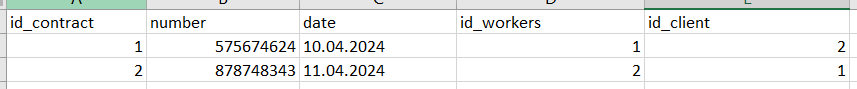 id_contract number date id_workers id_client
1 575674624 10.04.2024 1 2
2 878748343 11.04.2024 2 1